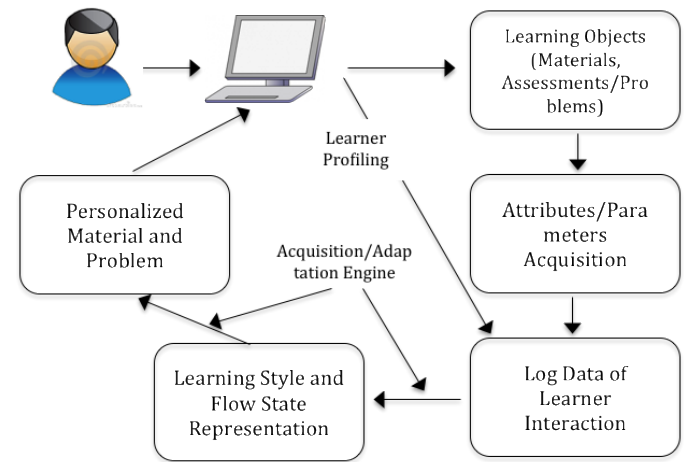 Learning Objects
(Materials,
Assessments/Pro
blems)
Learner
Profiling
Personalized
Material and
Problem
Attributes/Para
meters
Acquisition
Acquisition/Adap
tation Engine
Learning Style and
Flow State
Representation
Log Data of
Learner
Interaction